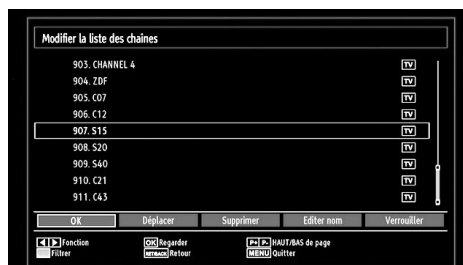 Modifier la liste des chaînes
903. CHANNEL 4 TV
904. ZDF TV
905. C07 TV
906. C12 TV
907. S15 TV
908. S20 TV
909. S40 TV
910. C21 TV
911. C43 TV
OK Déplacer Supprimer Editer nom Verrouiller
Fonction OK Regarder P+ P- HAUT/BAS de page
Filtrer RET/BACK Retour MENU Quitter